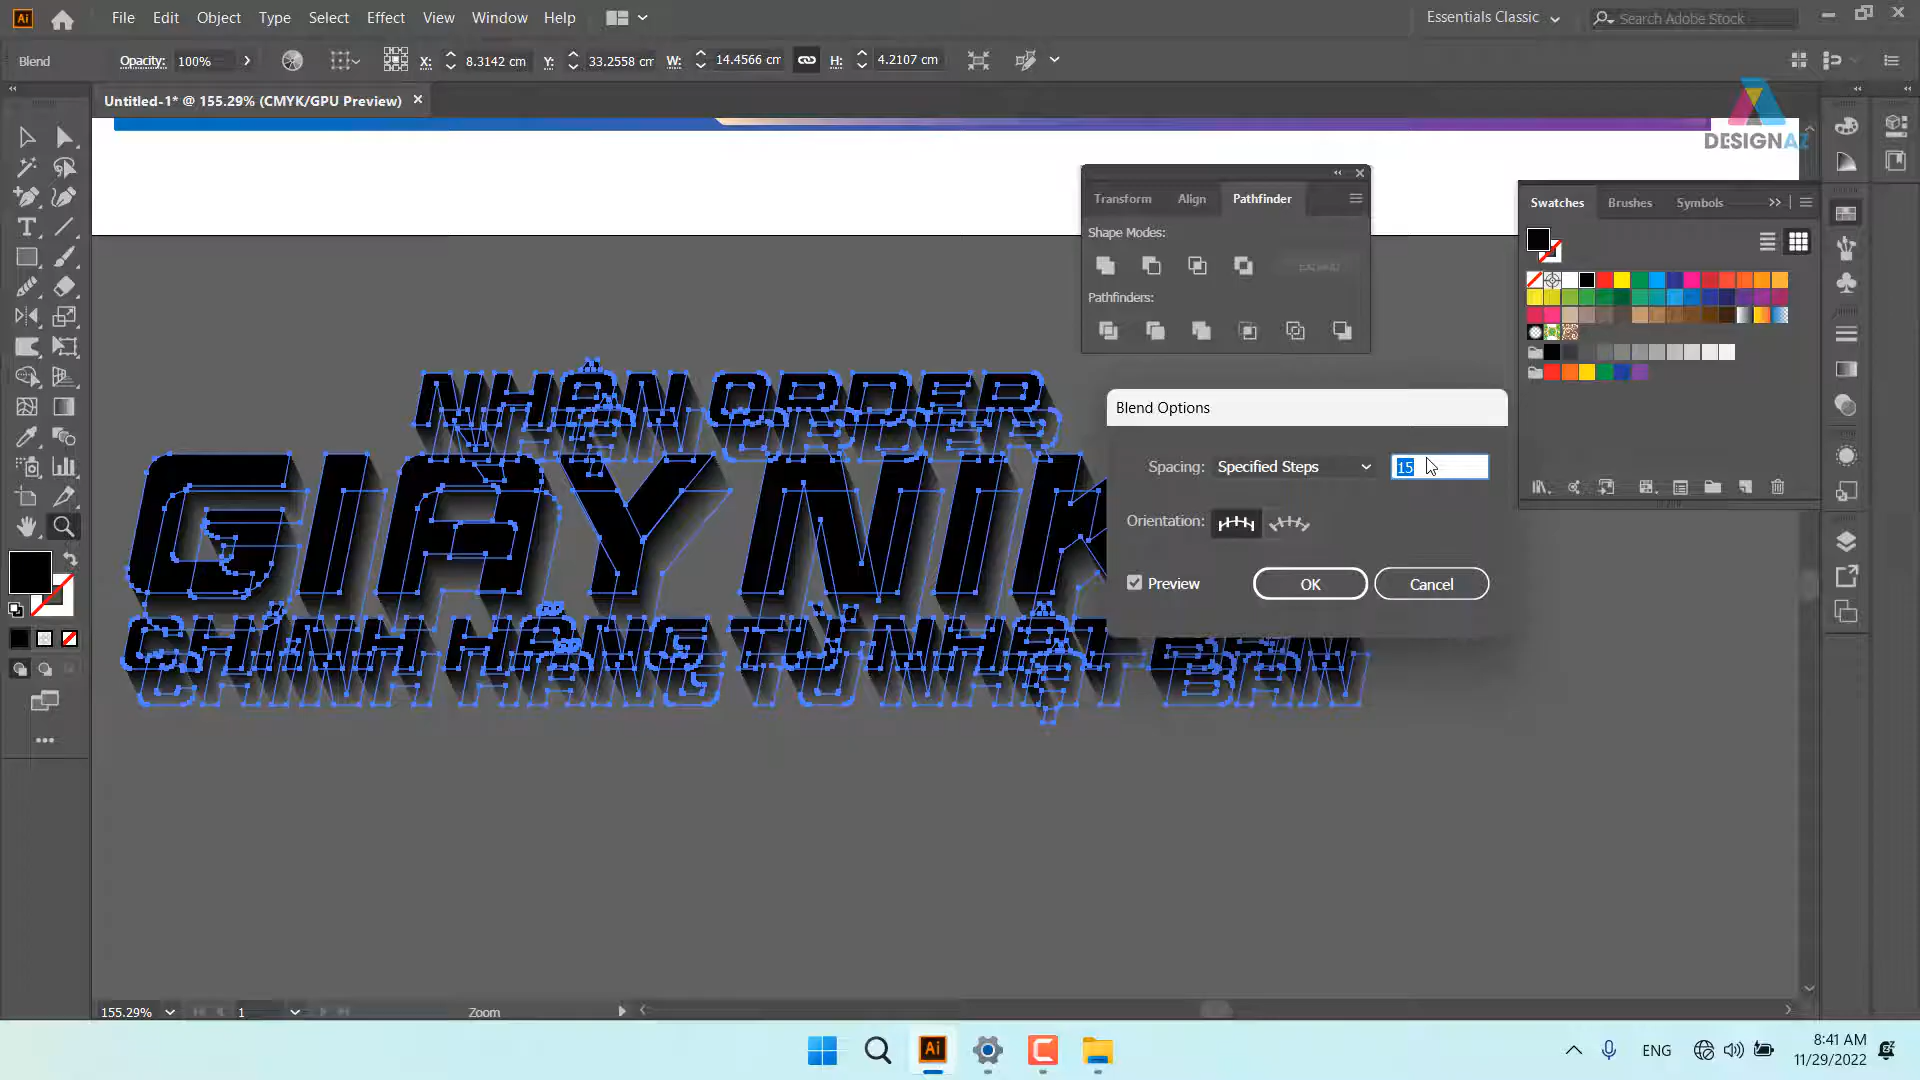 File Edit Object Type Select Effect View Window Help
Essentials Classic
Search Adobe Stock
Blend
Opacity: 100%
X: 8.3142 cm
Y: 33.2558 cm
W: 14.4566 cm
H: 4.2107 cm
Untitled-1* @ 155.29% (CMYK/GPU Preview)
DESIGNAZ
Transform Align Pathfinder
Shape Modes:
Expand
Pathfinders:
Swatches Brushes Symbols
NHẬN ORDER
GIAY NIK
CHÍNH HÃNG TỪ NHẬT BẢN
Blend Options
Spacing: Specified Steps 15
Orientation:
Preview
OK
Cancel
155.29%
1
Zoom
ENG
8:41 AM
11/29/2022